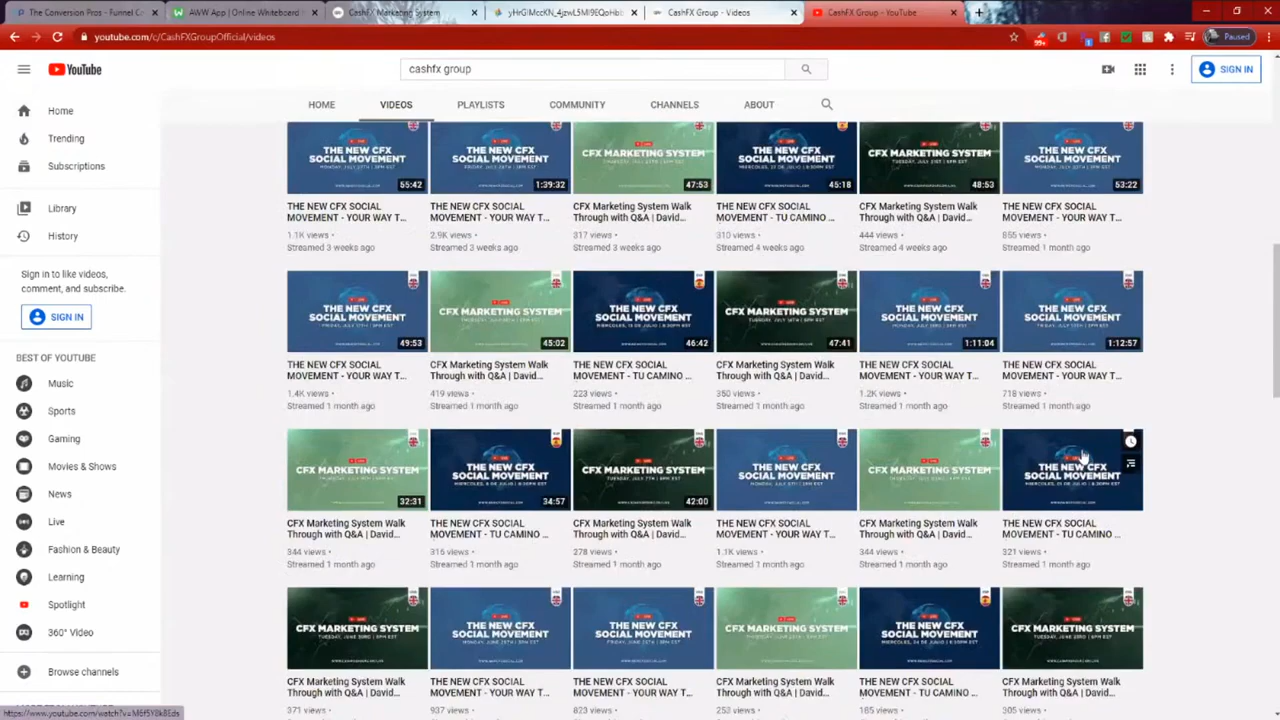 The Conversion Pros - Funnel C
AWW App | Online Whiteboard
CashFX Marketing System
CashFX Group - Videos
CashFX Group - YouTube
youtube.com/c/CashFXGroupOfficial/videos
Paused
YouTube
cashfx group
SIGN IN
HOME VIDEOS PLAYLISTS COMMUNITY CHANNELS ABOUT
Home
Trending
Subscriptions
Library
History
Sign in to like videos,
comment, and subscribe.
SIGN IN
BEST OF YOUTUBE
Music
Sports
Gaming
Movies & Shows
News
Live
Fashion & Beauty
Learning
Spotlight
360° Video
Browse channels
THE NEW CFX
SOCIAL MOVEMENT
55:42
THE NEW CFX SOCIAL
MOVEMENT - YOUR WAY T...
1.1K views •
Streamed 3 weeks ago
THE NEW CFX
SOCIAL MOVEMENT
1:39:32
THE NEW CFX SOCIAL
MOVEMENT - YOUR WAY T...
2.9K views •
Streamed 3 weeks ago
CFX MARKETING SYSTEM
47:53
CFX Marketing System Walk
Through with Q&A | David...
317 views •
Streamed 3 weeks ago
THE NEW CFX
SOCIAL MOVEMENT
45:18
THE NEW CFX SOCIAL
MOVEMENT - TU CAMINO ...
310 views •
Streamed 4 weeks ago
CFX MARKETING SYSTEM
48:53
CFX Marketing System Walk
Through with Q&A | David...
444 views •
Streamed 4 weeks ago
THE NEW CFX
SOCIAL MOVEMENT
53:22
THE NEW CFX SOCIAL
MOVEMENT - YOUR WAY T...
855 views •
Streamed 1 month ago
THE NEW CFX
SOCIAL MOVEMENT
49:53
THE NEW CFX SOCIAL
MOVEMENT - YOUR WAY T...
1.4K views •
Streamed 1 month ago
CFX MARKETING SYSTEM
45:02
CFX Marketing System Walk
Through with Q&A | David...
419 views •
Streamed 1 month ago
THE NEW CFX
SOCIAL MOVEMENT
46:42
THE NEW CFX SOCIAL
MOVEMENT - TU CAMINO ...
223 views •
Streamed 1 month ago
CFX MARKETING SYSTEM
47:41
CFX Marketing System Walk
Through with Q&A | David...
350 views •
Streamed 1 month ago
THE NEW CFX
SOCIAL MOVEMENT
1:11:04
THE NEW CFX SOCIAL
MOVEMENT - YOUR WAY T...
1.2K views •
Streamed 1 month ago
THE NEW CFX
SOCIAL MOVEMENT
1:12:57
THE NEW CFX SOCIAL
MOVEMENT - YOUR WAY T...
718 views •
Streamed 1 month ago
CFX MARKETING SYSTEM
32:31
CFX Marketing System Walk
Through with Q&A | David...
344 views •
Streamed 1 month ago
THE NEW CFX
SOCIAL MOVEMENT
34:57
THE NEW CFX SOCIAL
MOVEMENT - TU CAMINO ...
316 views •
Streamed 1 month ago
CFX MARKETING SYSTEM
42:00
CFX Marketing System Walk
Through with Q&A | David...
278 views •
Streamed 1 month ago
THE NEW CFX
SOCIAL MOVEMENT
THE NEW CFX SOCIAL
MOVEMENT - YOUR WAY T...
1.1K views •
Streamed 1 month ago
CFX MARKETING SYSTEM
CFX Marketing System Walk
Through with Q&A | David...
344 views •
Streamed 1 month ago
THE NEW CFX
SOCIAL MOVEMENT
THE NEW CFX SOCIAL
MOVEMENT - TU CAMINO ...
321 views •
Streamed 1 month ago
CFX MARKETING SYSTEM
CFX Marketing System Walk
Through with Q&A | David...
371 views •
THE NEW CFX
SOCIAL MOVEMENT
THE NEW CFX SOCIAL
MOVEMENT - YOUR WAY T...
937 views •
THE NEW CFX
SOCIAL MOVEMENT
THE NEW CFX SOCIAL
MOVEMENT - YOUR WAY T...
823 views •
CFX MARKETING SYSTEM
CFX Marketing System Walk
Through with Q&A | David...
253 views •
THE NEW CFX
SOCIAL MOVEMENT
THE NEW CFX SOCIAL
MOVEMENT - TU CAMINO ...
165 views •
CFX MARKETING SYSTEM
CFX Marketing System Walk
Through with Q&A | David...
305 views •